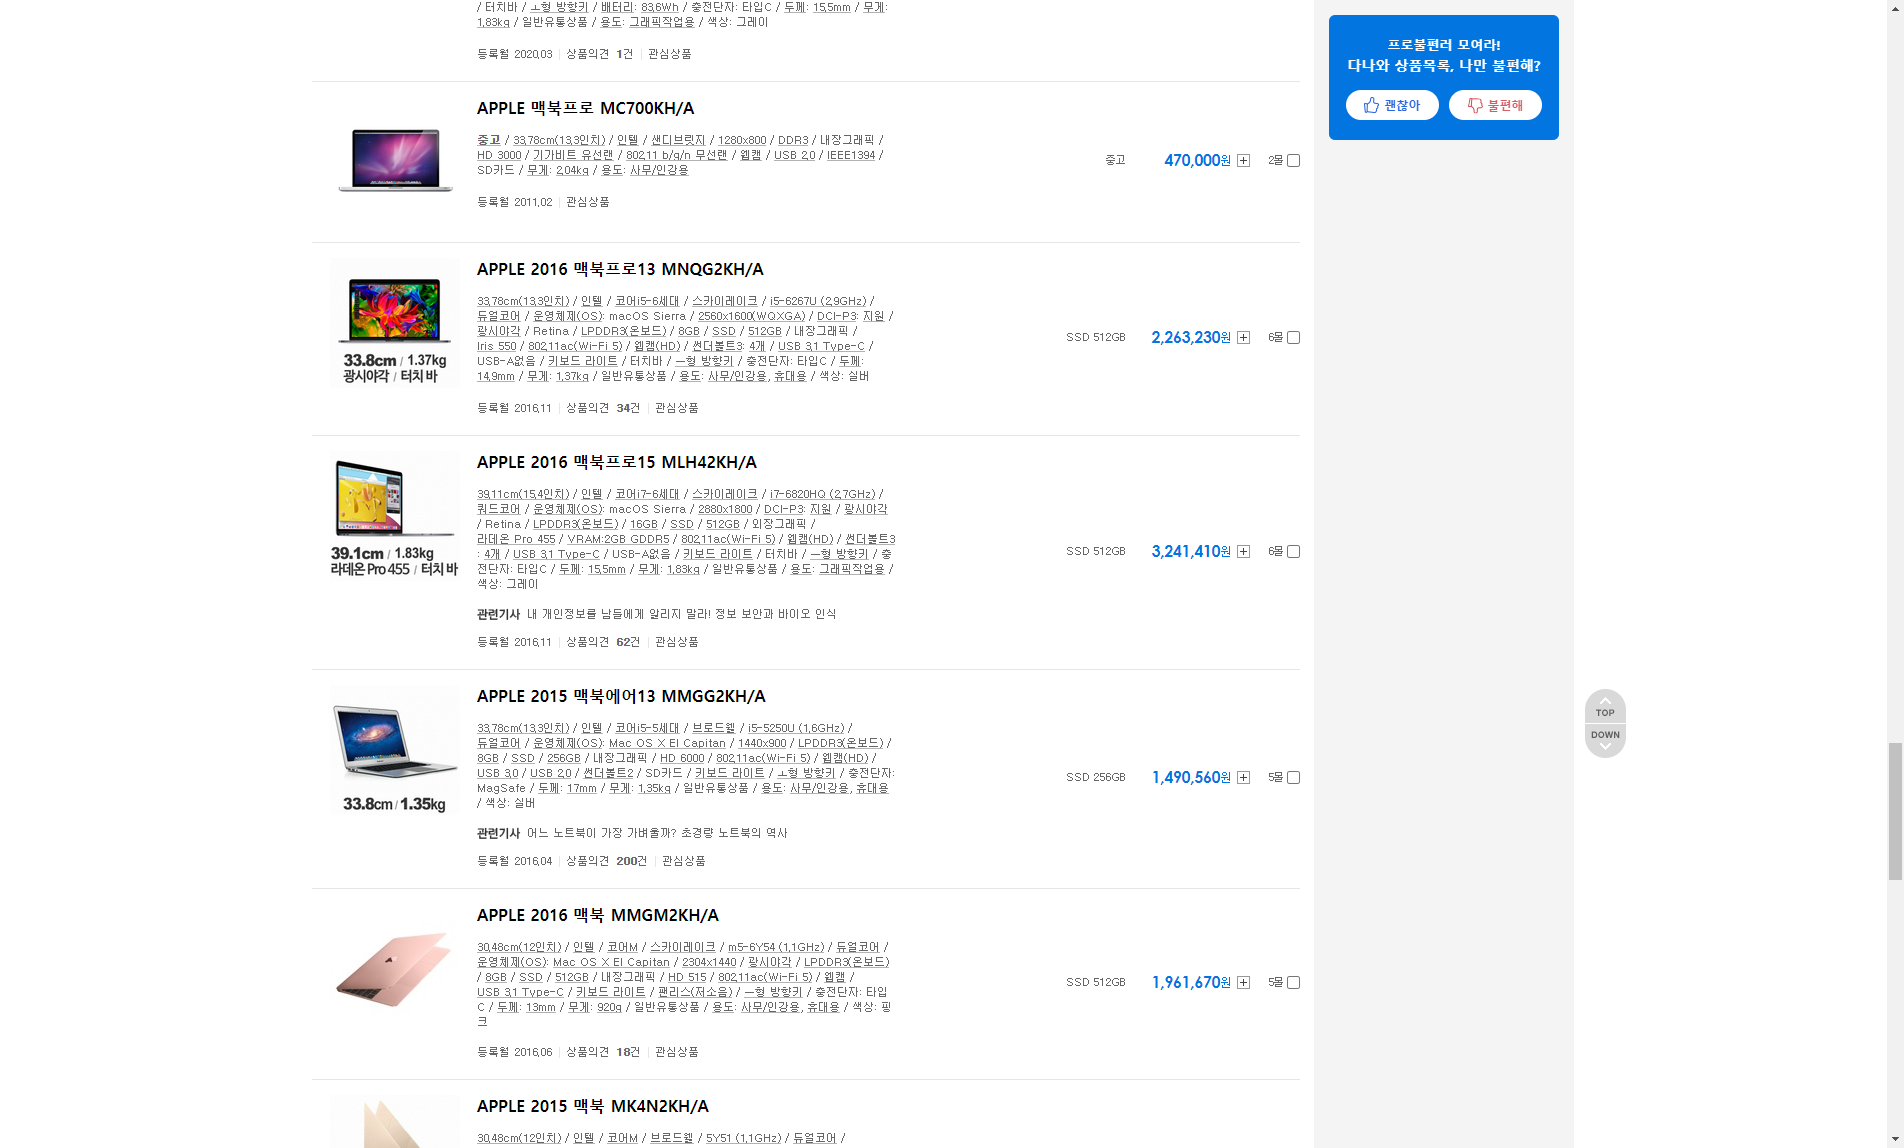 / 터치바 / ㅗ형 방향키 / 배터리: 83.6Wh / 충전단자: 타입C / 두께: 15.5mm / 무게:
1.83kg / 일반유통상품 / 용도: 그래픽작업용 / 색상: 그레이
등록월 2020.03 | 상품의견 1건 | 관심상품
프로불편러 모여라!
다나와 상품목록, 나만 불편해?
괜찮아 불편해
APPLE 맥북프로 MC700KH/A
중고 / 33.78cm(13.3인치) / 인텔 / 샌디브릿지 / 1280x800 / DDR3 / 내장그래픽 /
HD 3000 / 기가비트 유선랜 / 802.11 b/g/n 무선랜 / 웹캠 / USB 2.0 / IEEE1394 /
SD카드 / 무게: 2.04kg / 용도: 사무/인강용
중고 470,000원 2몰
등록월 2011.02 | 관심상품
APPLE 2016 맥북프로13 MNQG2KH/A
33.78cm(13.3인치) / 인텔 / 코어i5-6세대 / 스카이레이크 / i5-6267U (2.9GHz) /
듀얼코어 / 운영체제(OS): macOS Sierra / 2560x1600(WQXGA) / DCI-P3: 지원 /
광시야각 / Retina / LPDDR3(온보드) / 8GB / SSD / 512GB / 내장그래픽 /
Iris 550 / 802.11ac(Wi-Fi 5) / 웹캠(HD) / 썬더볼트3: 4개 / USB 3.1 Type-C /
USB-A없음 / 키보드 라이트 / 터치바 / ㅡ형 방향키 / 충전단자: 타입C / 두께:
14.9mm / 무게: 1.37kg / 일반유통상품 / 용도: 사무/인강용, 휴대용 / 색상: 실버
33.8cm / 1.37kg
광시야각 / 터치 바
SSD 512GB 2,263,230원 6몰
등록월 2016.11 | 상품의견 34건 | 관심상품
APPLE 2016 맥북프로15 MLH42KH/A
39.11cm(15.4인치) / 인텔 / 코어i7-6세대 / 스카이레이크 / i7-6820HQ (2.7GHz) /
쿼드코어 / 운영체제(OS): macOS Sierra / 2880x1800 / DCI-P3: 지원 / 광시야각
/ Retina / LPDDR3(온보드) / 16GB / SSD / 512GB / 외장그래픽 /
라데온 Pro 455 / VRAM:2GB GDDR5 / 802.11ac(Wi-Fi 5) / 웹캠(HD) / 썬더볼트3
: 4개 / USB 3.1 Type-C / USB-A없음 / 키보드 라이트 / 터치바 / ㅡ형 방향키 / 충
전단자: 타입C / 두께: 15.5mm / 무게: 1.83kg / 일반유통상품 / 용도: 그래픽작업용 /
색상: 그레이
39.1cm / 1.83kg
라데온 Pro 455 / 터치 바
SSD 512GB 3,241,410원 6몰
관련기사 내 개인정보를 남들에게 알리지 말라! 정보 보안과 바이오 인식
등록월 2016.11 | 상품의견 62건 | 관심상품
APPLE 2015 맥북에어13 MMGG2KH/A
33.78cm(13.3인치) / 인텔 / 코어i5-5세대 / 브로드웰 / i5-5250U (1.6GHz) /
듀얼코어 / 운영체제(OS): Mac OS X El Capitan / 1440x900 / LPDDR3(온보드) /
8GB / SSD / 256GB / 내장그래픽 / HD 6000 / 802.11ac(Wi-Fi 5) / 웹캠(HD) /
USB 3.0 / USB 2.0 / 썬더볼트2 / SD카드 / 키보드 라이트 / ㅗ형 방향키 / 충전단자:
MagSafe / 두께: 17mm / 무게: 1.35kg / 일반유통상품 / 용도: 사무/인강용, 휴대용
/ 색상: 실버
33.8cm / 1.35kg
SSD 256GB 1,490,560원 5몰
관련기사 어느 노트북이 가장 가벼울까? 초경량 노트북의 역사
등록월 2016.04 | 상품의견 200건 | 관심상품
TOP
DOWN
APPLE 2016 맥북 MMGM2KH/A
30.48cm(12인치) / 인텔 / 코어M / 스카이레이크 / m5-6Y54 (1.1GHz) / 듀얼코어 /
운영체제(OS): Mac OS X El Capitan / 2304x1440 / 광시야각 / LPDDR3(온보드)
/ 8GB / SSD / 512GB / 내장그래픽 / HD 515 / 802.11ac(Wi-Fi 5) / 웹캠 /
USB 3.1 Type-C / 키보드 라이트 / 팬리스(저소음) / ㅡ형 방향키 / 충전단자: 타입
C / 두께: 13mm / 무게: 920g / 일반유통상품 / 용도: 사무/인강용, 휴대용 / 색상: 핑
크
SSD 512GB 1,961,670원 5몰
등록월 2016.06 | 상품의견 18건 | 관심상품
APPLE 2015 맥북 MK4N2KH/A
30.48cm(12인치) / 인텔 / 코어M / 브로드웰 / 5Y51 (1.1GHz) / 듀얼코어 /